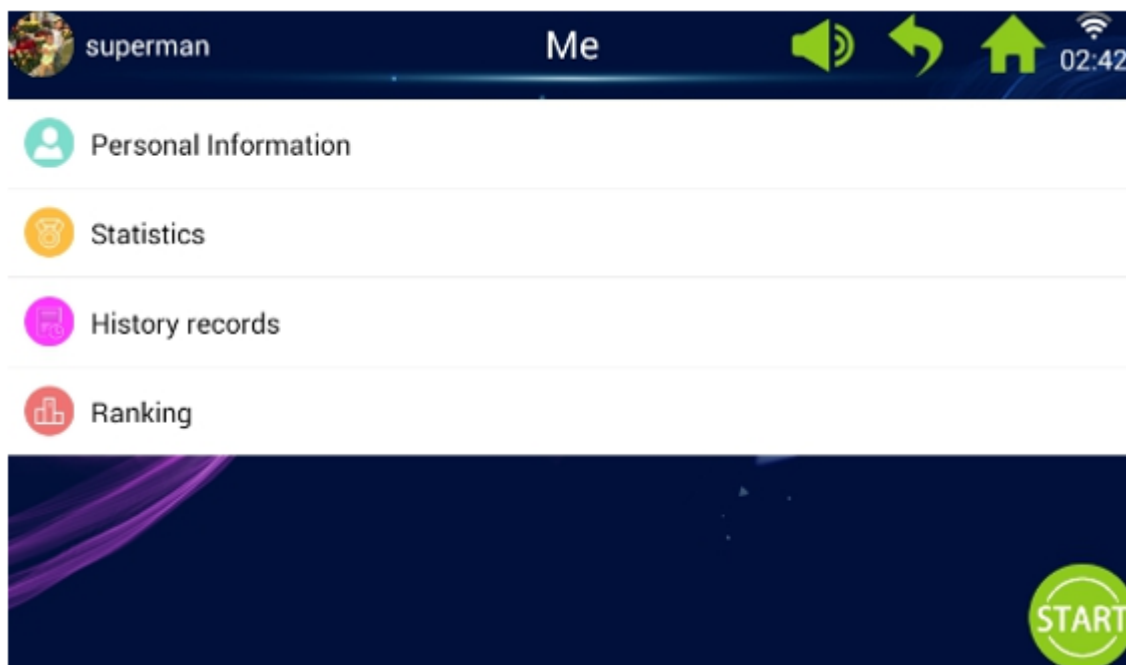 superman
Me
02:42
Personal Information
Statistics
History records
Ranking
START